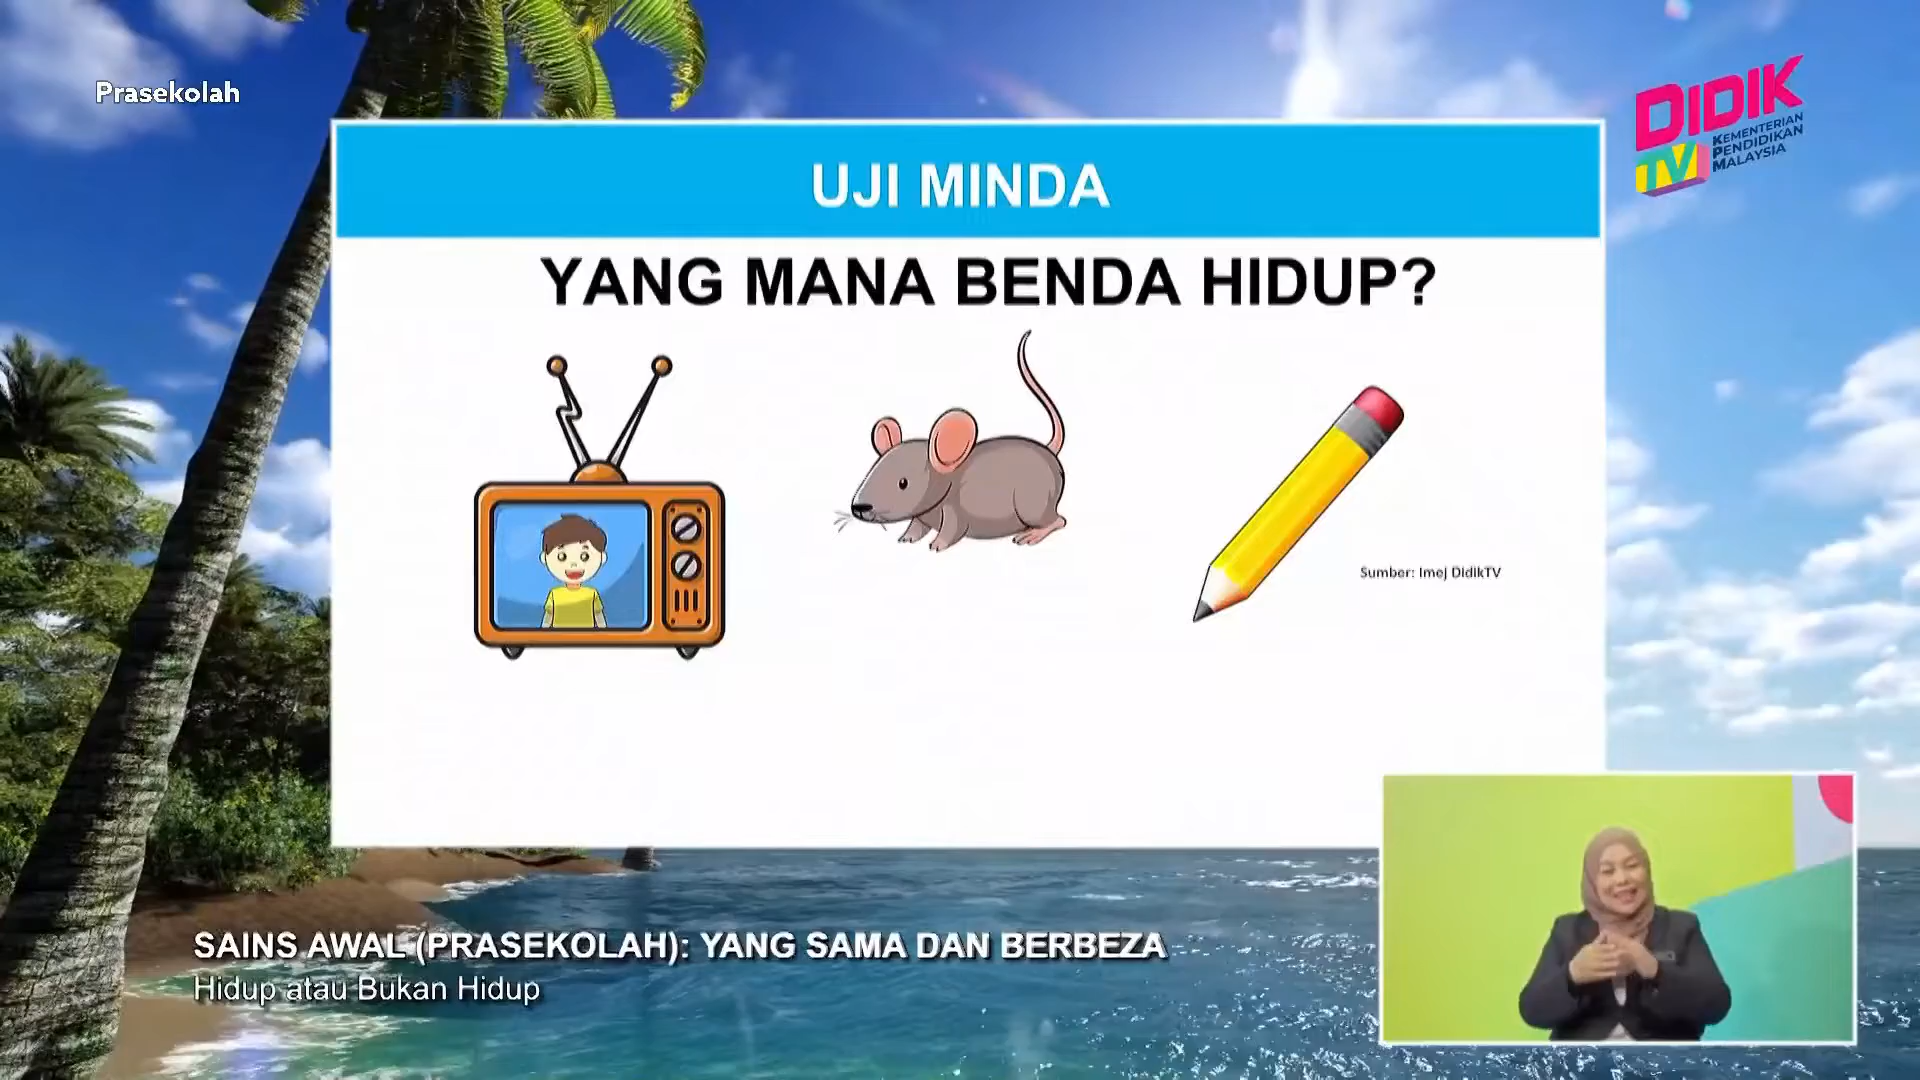 Prasekolah
DIDIK
TV
KEMENTERIAN
PENDIDIKAN
MALAYSIA
UJI MINDA
YANG MANA BENDA HIDUP?
Sumber: Imej DidikTV
SAINS AWAL (PRASEKOLAH): YANG SAMA DAN BERBEZA
Hidup atau Bukan Hidup